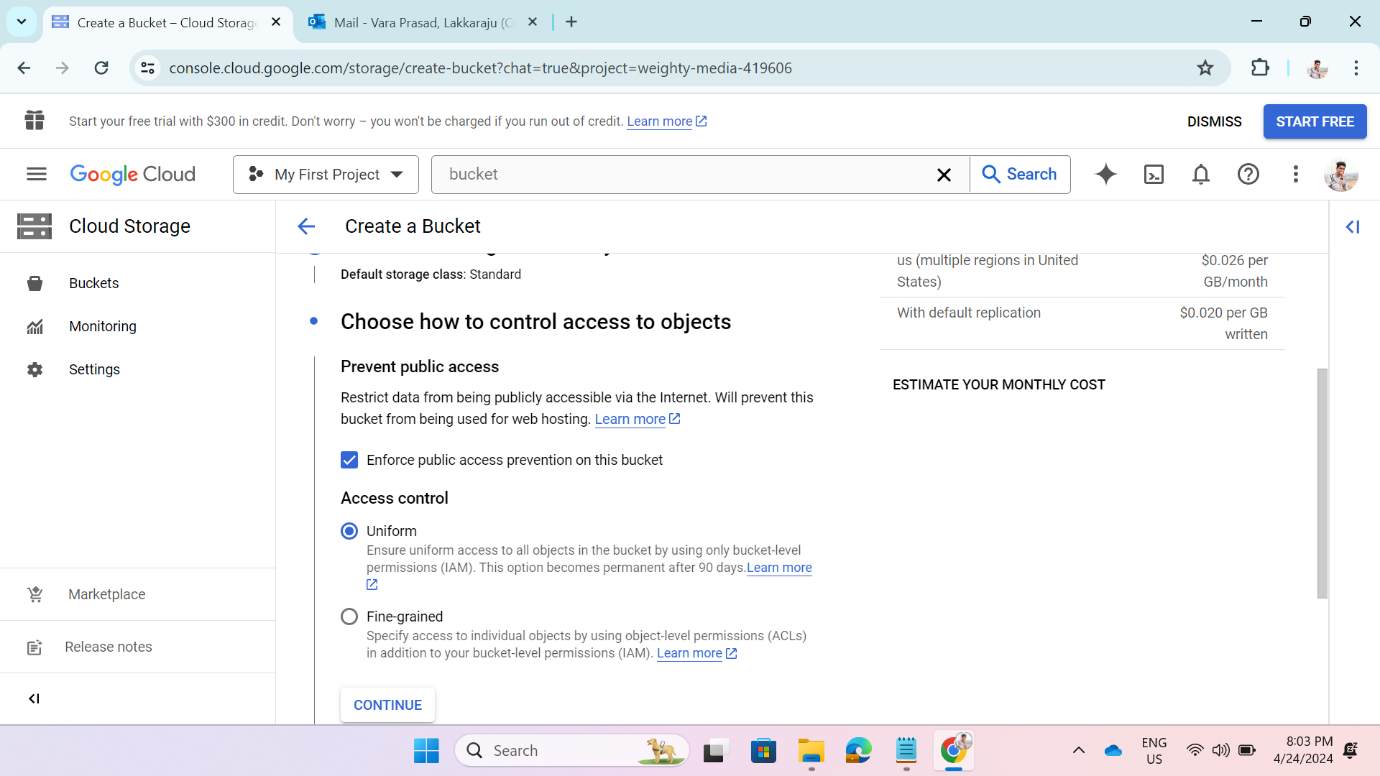 Create a Bucket – Cloud Storag
Mail - Vara Prasad, Lakkaraju (C
console.cloud.google.com/storage/create-bucket?chat=true&project=weighty-media-419606
Start your free trial with $300 in credit. Don't worry – you won't be charged if you run out of credit. Learn more
DISMISS
START FREE
Google Cloud
My First Project
bucket
Search
Cloud Storage
Buckets
Monitoring
Settings
Marketplace
Release notes
Create a Bucket
Default storage class: Standard
Choose how to control access to objects
Prevent public access
Restrict data from being publicly accessible via the Internet. Will prevent this
bucket from being used for web hosting. Learn more
Enforce public access prevention on this bucket
Access control
Uniform
Ensure uniform access to all objects in the bucket by using only bucket-level
permissions (IAM). This option becomes permanent after 90 days.Learn more
Fine-grained
Specify access to individual objects by using object-level permissions (ACLs)
in addition to your bucket-level permissions (IAM). Learn more
CONTINUE
us (multiple regions in United
States)
$0.026 per
GB/month
With default replication
$0.020 per GB
written
ESTIMATE YOUR MONTHLY COST
Search
ENG
US
8:03 PM
4/24/2024